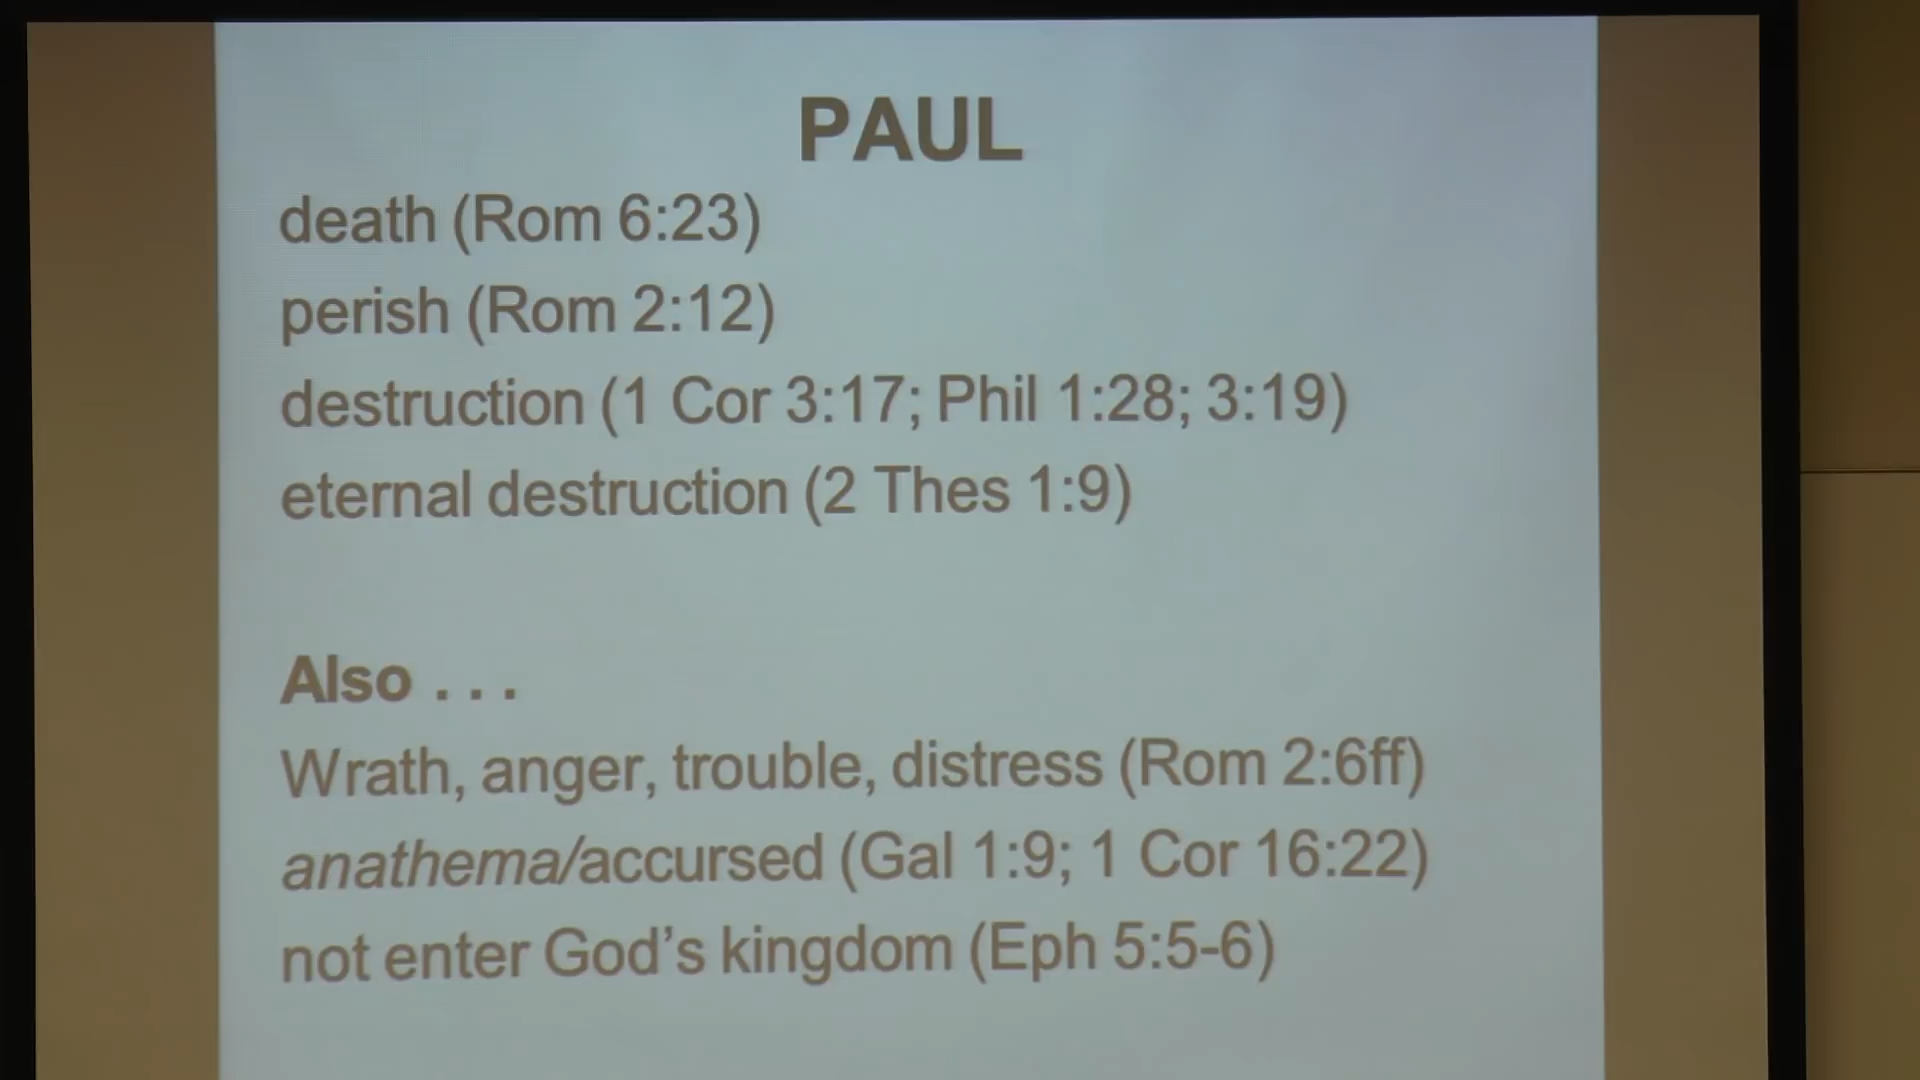 PAUL
death (Rom 6:23)
perish (Rom 2:12)
destruction (1 Cor 3:17; Phil 1:28; 3:19)
eternal destruction (2 Thes 1:9)
Also . . .
Wrath, anger, trouble, distress (Rom 2:6ff)
anathema/accursed (Gal 1:9; 1 Cor 16:22)
not enter God’s kingdom (Eph 5:5-6)